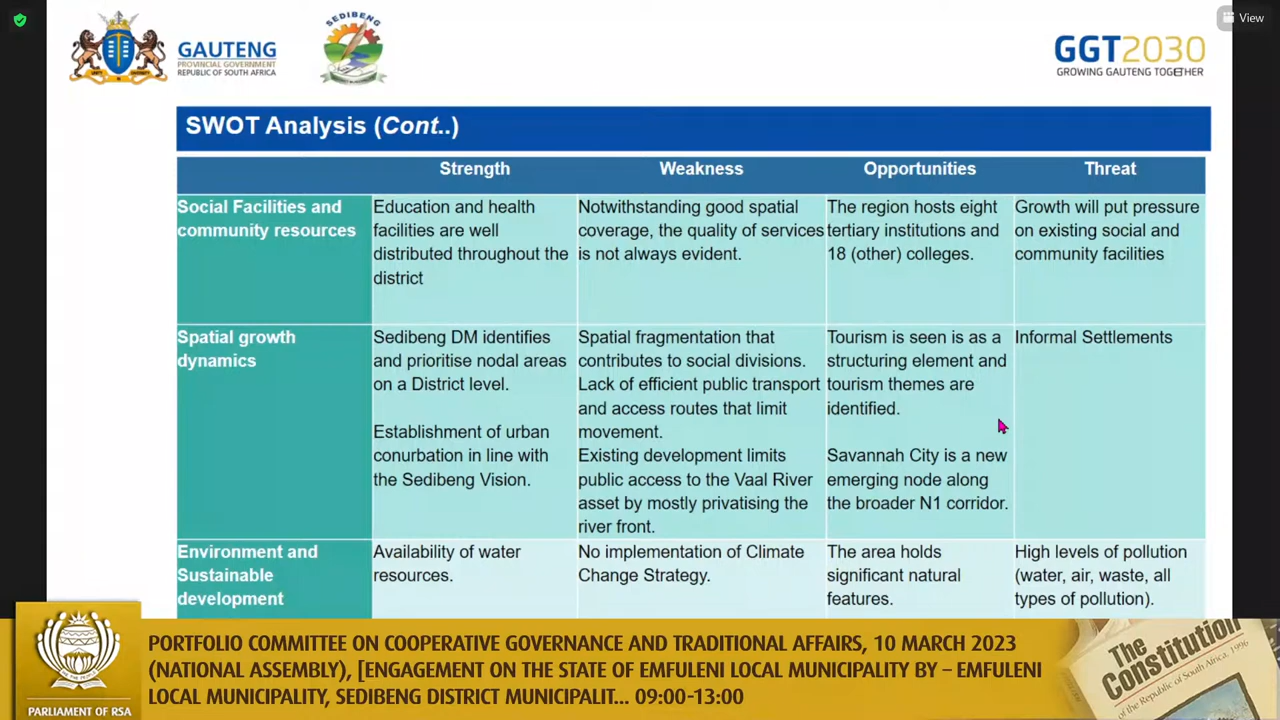 View
GAUTENG
PROVINCIAL GOVERNMENT
REPUBLIC OF SOUTH AFRICA
SEDIBENG
GGT2030
GROWING GAUTENG TOGETHER
SWOT Analysis (Cont..)
Strength
Weakness
Opportunities
Threat
Social Facilities and
community resources
Education and health
facilities are well
distributed throughout the
district
Notwithstanding good spatial
coverage, the quality of services
is not always evident.
The region hosts eight
tertiary institutions and
18 (other) colleges.
Growth will put pressure
on existing social and
community facilities
Spatial growth
dynamics
Sedibeng DM identifies
and prioritise nodal areas
on a District level.
Establishment of urban
conurbation in line with
the Sedibeng Vision.
Spatial fragmentation that
contributes to social divisions.
Lack of efficient public transport
and access routes that limit
movement.
Existing development limits
public access to the Vaal River
asset by mostly privatising the
river front.
Tourism is seen is as a
structuring element and
tourism themes are
identified.
Savannah City is a new
emerging node along
the broader N1 corridor.
Informal Settlements
Environment and
Sustainable
development
Availability of water
resources.
No implementation of Climate
Change Strategy.
The area holds
significant natural
features.
High levels of pollution
(water, air, waste, all
types of pollution).
PARLIAMENT OF RSA
PORTFOLIO COMMITTEE ON COOPERATIVE GOVERNANCE AND TRADITIONAL AFFAIRS, 10 MARCH 2023
(NATIONAL ASSEMBLY), [ENGAGEMENT ON THE STATE OF EMFULENI LOCAL MUNICIPALITY BY – EMFULENI
LOCAL MUNICIPALITY, SEDIBENG DISTRICT MUNICIPALIT... 09:00-13:00
The
Constitution
of the Republic of South Africa, 1996